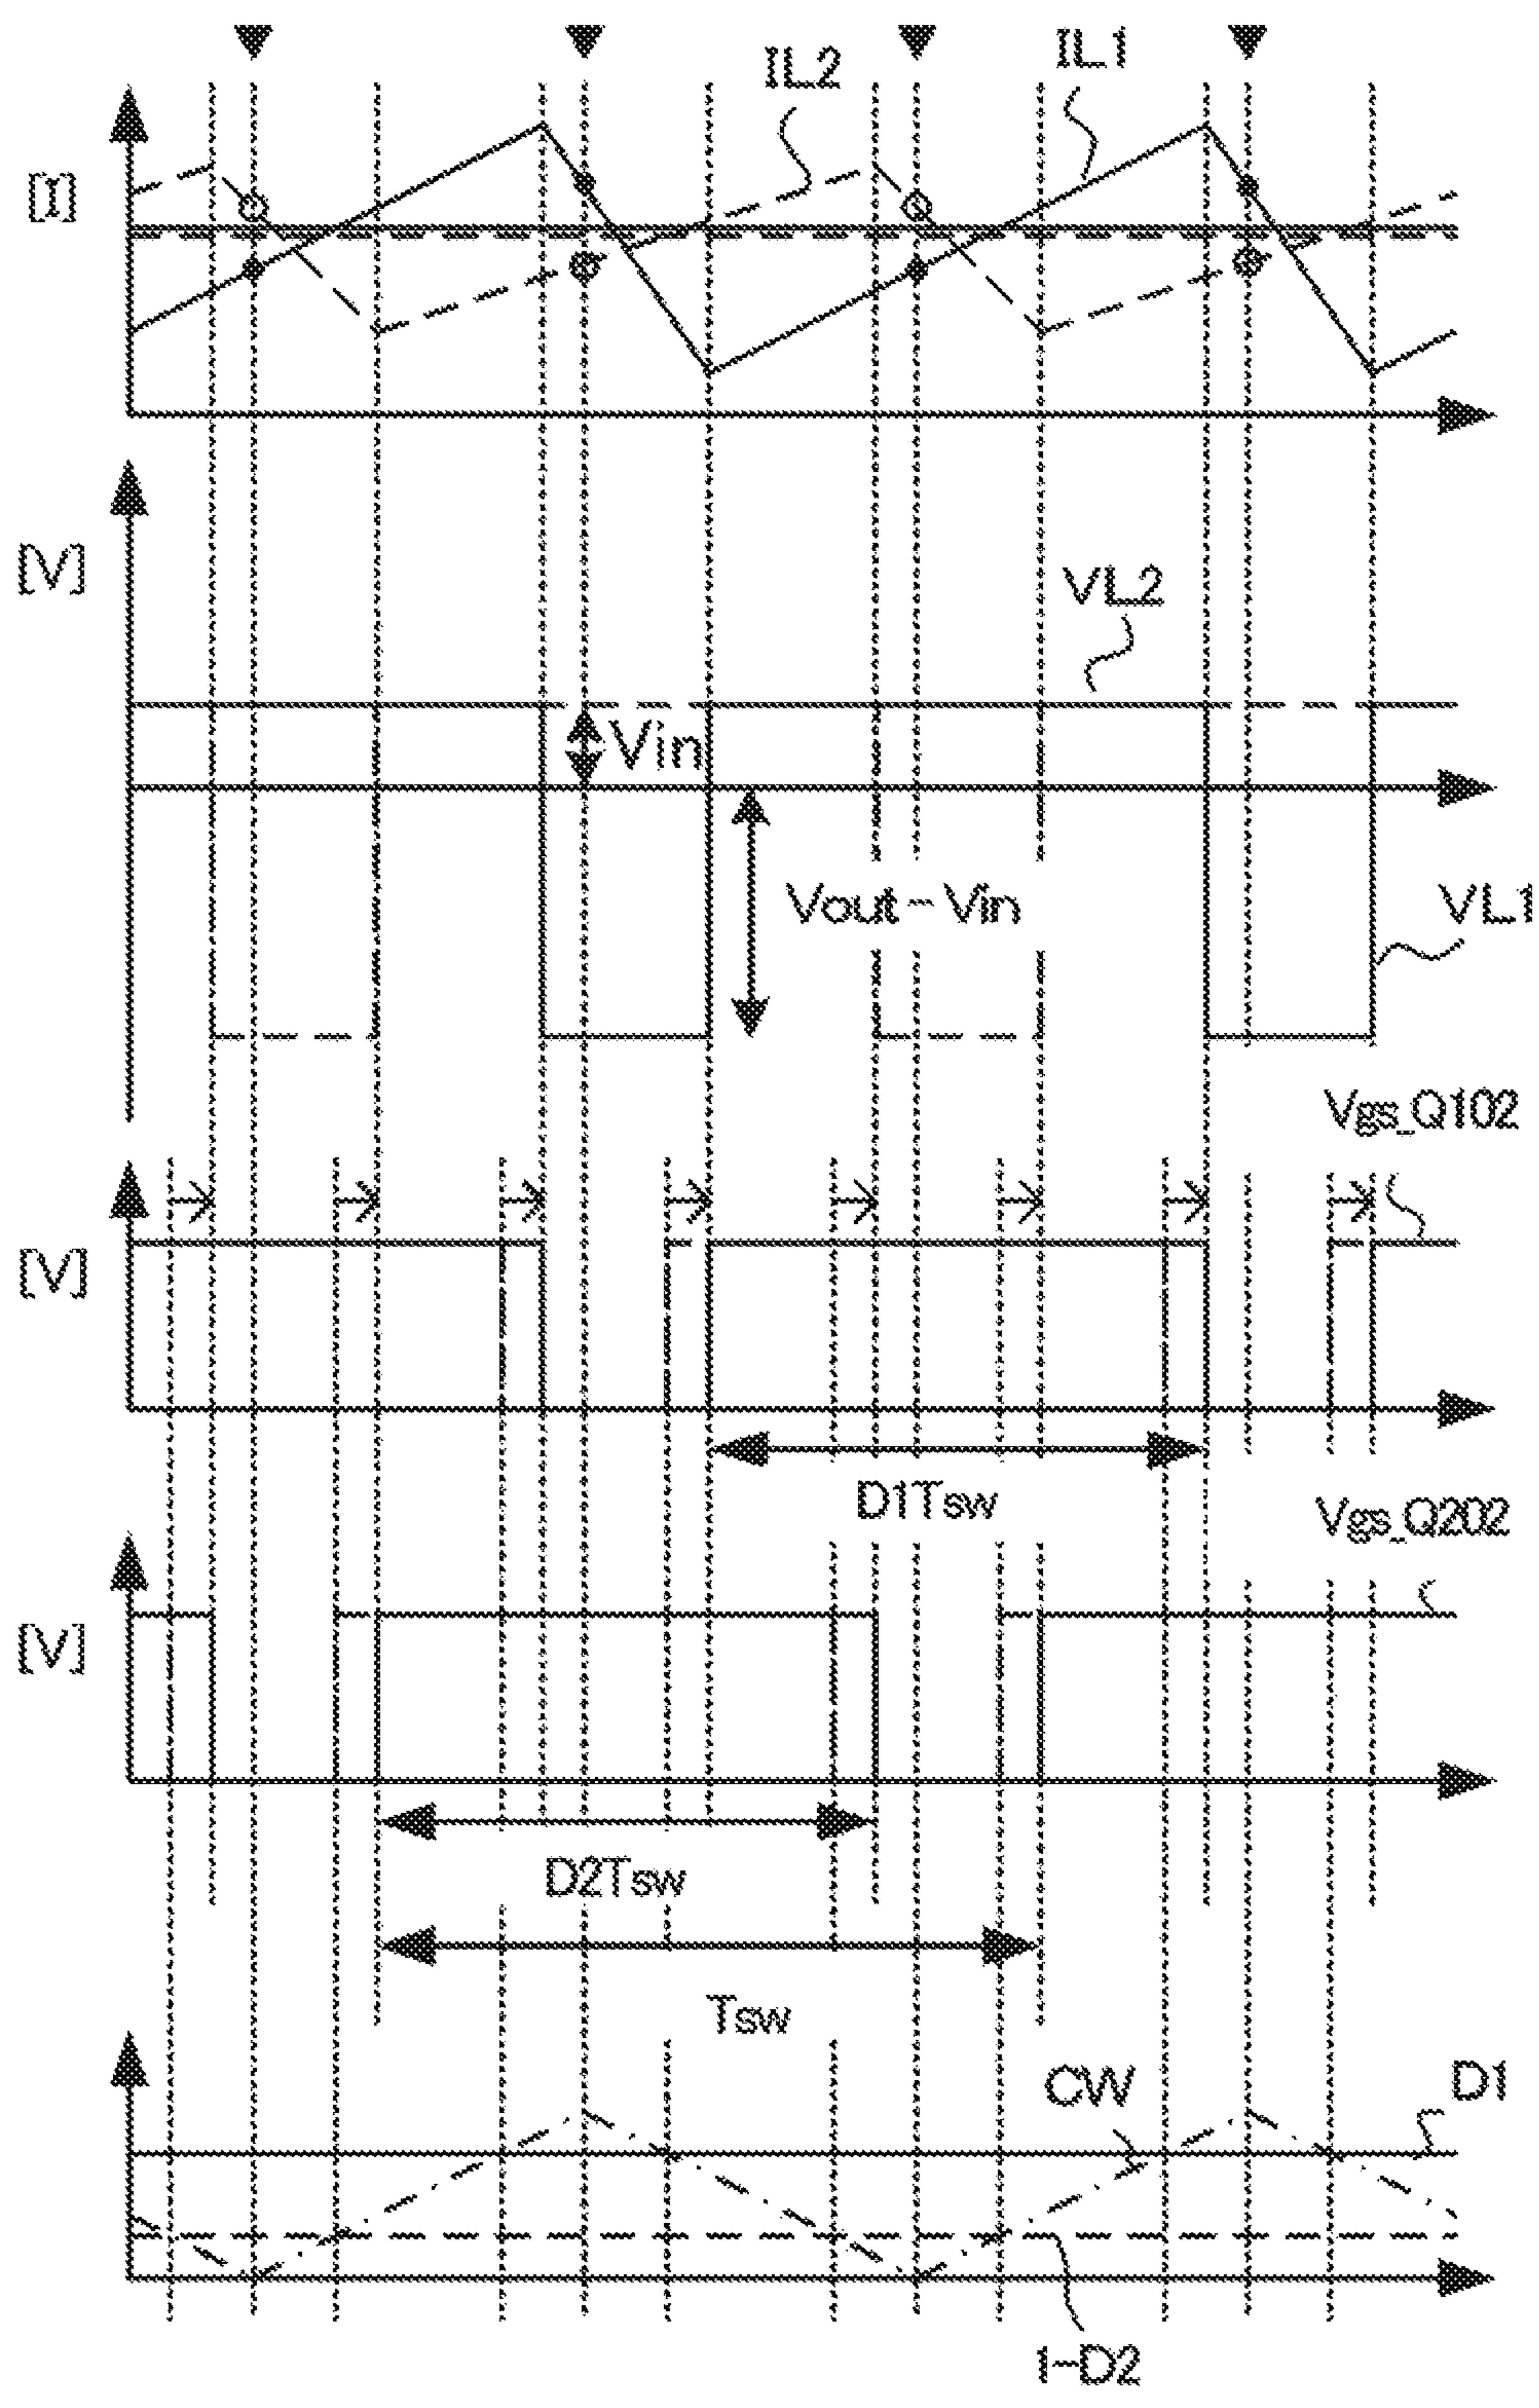 IL2
IL1
[I]
[V]
VL2
Vin
Vout-Vin
VL1
Vgs_Q102
[V]
D1Tsw
Vgs_Q202
[V]
D2Tsw
Tsw
CW
D1
1-D2